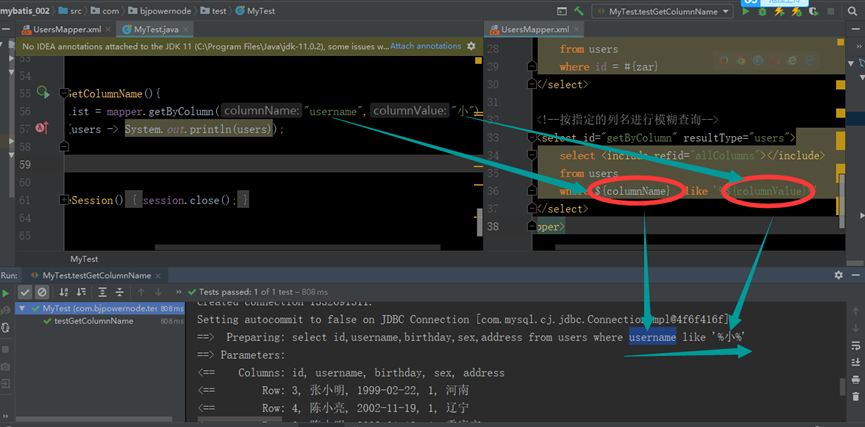 mybatis_002 src com bjpowernode test MyTest MyTest.testGetColumnName
UsersMapper.xml MyTest.java
UsersMapper.xml
No IDEA annotations attached to the JDK 11 (C:\Program Files\Java\jdk-11.0.2), some issues w... Attach annotations
53
54
55 GetColumnName(){
56 List = mapper.getByColumn( columnName: "username", columnValue: "小")
57 users -> System.out.println(users));
58
59
60
61 eSession() { session.close(); }
64
65
28 from users
29 where id = #{zar}
30 </select>
31
32 <!--按指定的列名进行模糊查询-->
33 <select id="getByColumn" resultType="users">
34 select <include refid="allColumns"></include>
35 from users
36 where ${columnName} like '%${columnValue}
37 </select>
38 pper>
MyTest
Run: MyTest.testGetColumnName
Tests passed: 1 of 1 test – 808 ms
MyTest (com.bjpowernode.tes 808 ms
testGetColumnName 808 ms
Created connection 1332691311.
Setting autocommit to false on JDBC Connection [com.mysql.cj.jdbc.ConnectionImpl@4f6f416f]
==> Preparing: select id,username,birthday,sex,address from users where username like '%小%'
==> Parameters:
<== Columns: id, username, birthday, sex, address
<== Row: 3, 张小明, 1999-02-22, 1, 河南
<== Row: 4, 陈小亮, 2002-11-19, 1, 辽宁